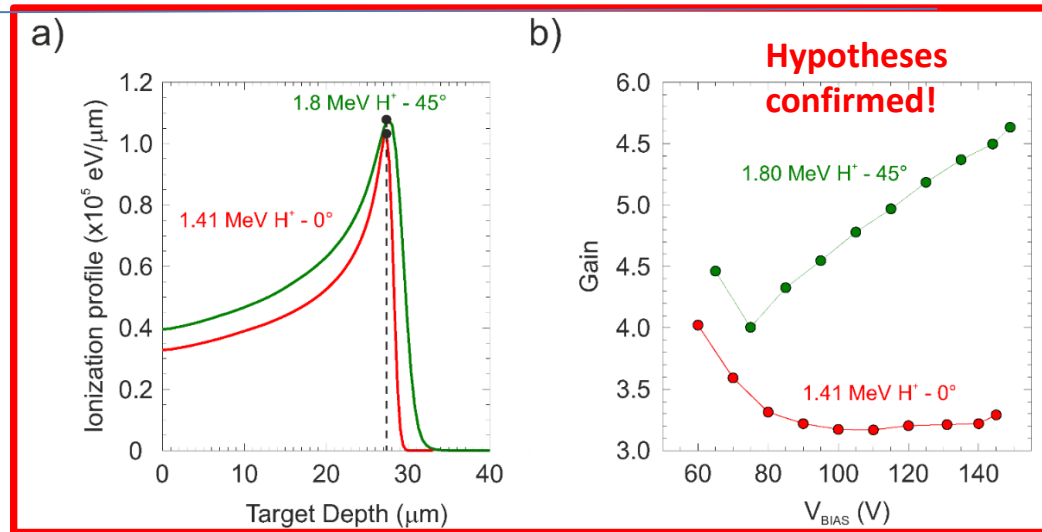 a)
Ionization profile (x10⁵ eV/μm)
1.2
1.0
0.8
0.6
0.4
0.2
0
0 10 20 30 40
Target Depth (μm)
1.8 MeV H⁺ - 45°
1.41 MeV H⁺ - 0°
b)
Hypotheses
confirmed!
Gain
6.0
4.5
5.0
4.5
4.0
3.5
3.0
60 80 100 120 140
V_BIAS (V)
1.80 MeV H⁺ - 45°
1.41 MeV H⁺ - 0°